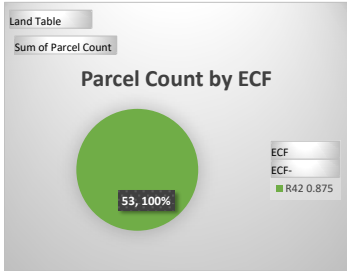 Land Table
Sum of Parcel Count
Parcel Count by ECF
53, 100%
ECF
ECF-
R42 0.875